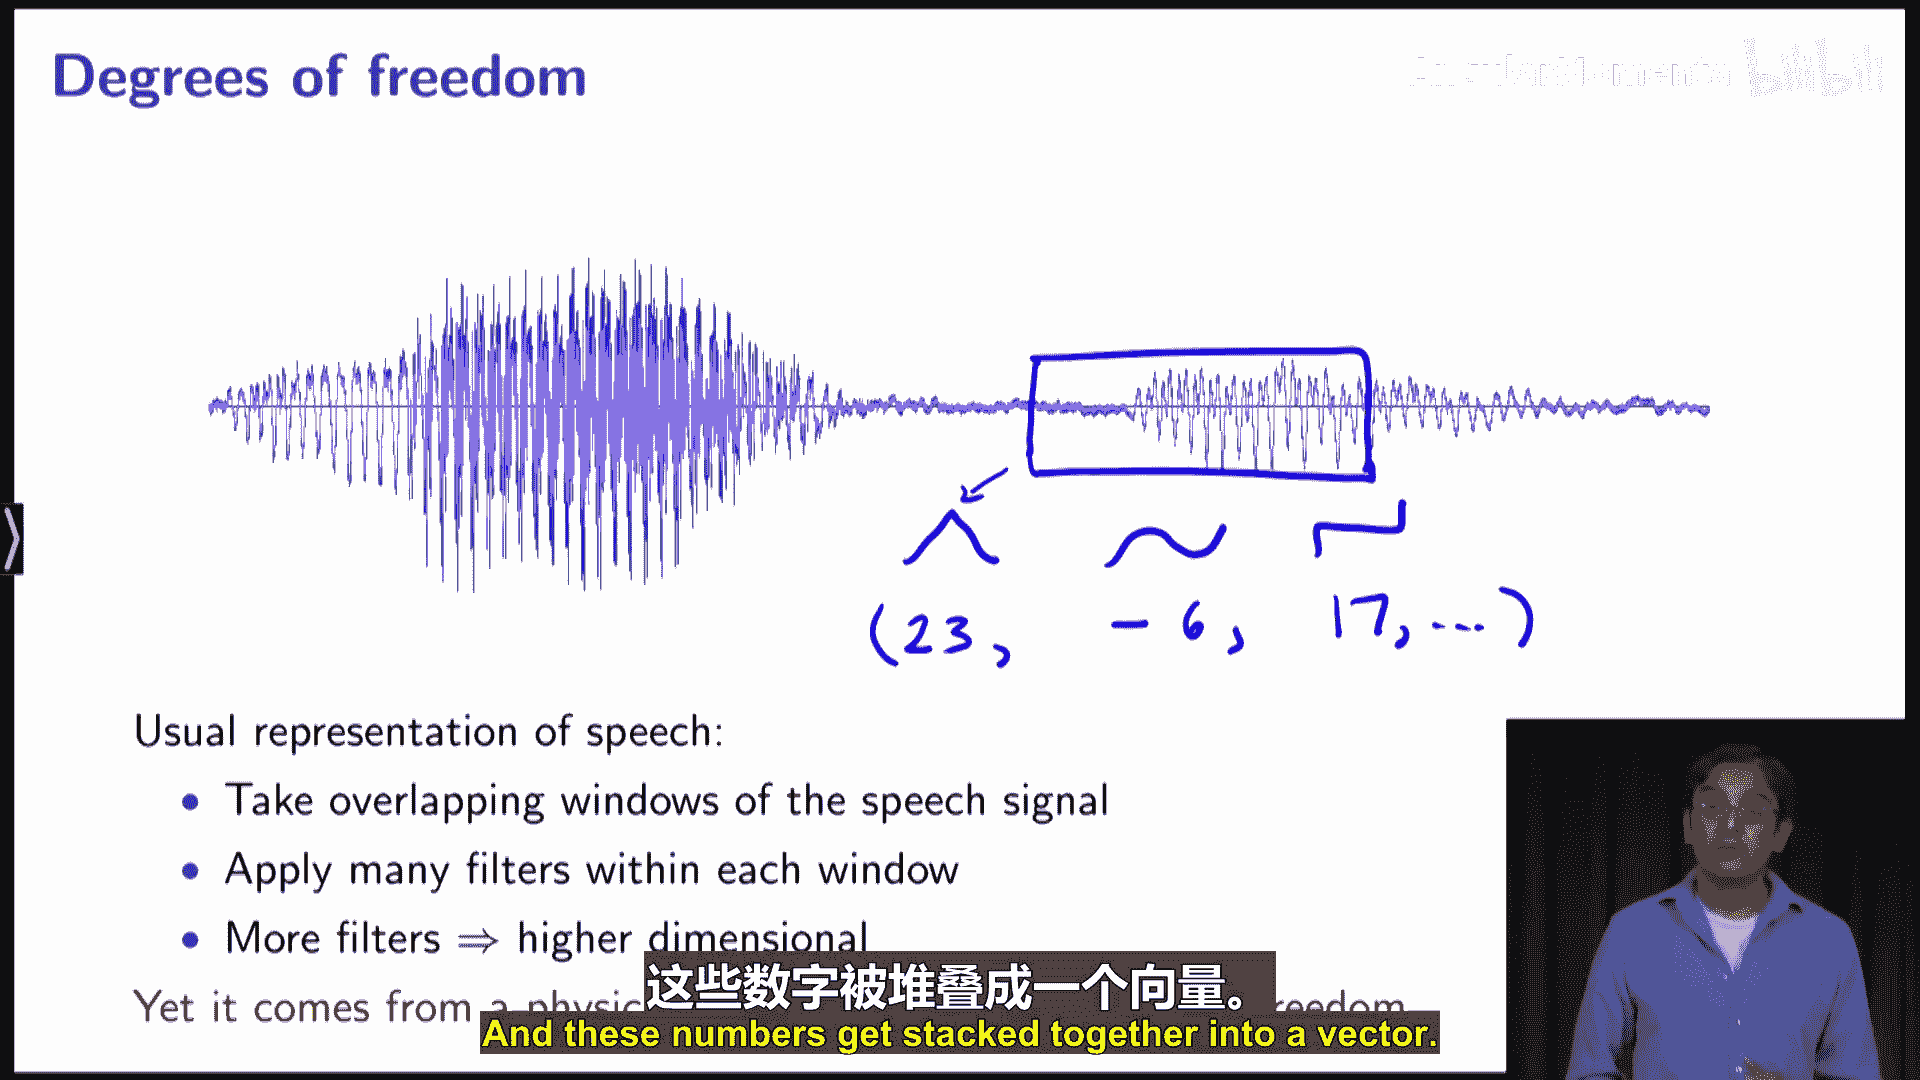 Degrees of freedom
bilibili
(23, - 6, 17, ...)
Usual representation of speech:
• Take overlapping windows of the speech signal
• Apply many filters within each window
• More filters ⇒ higher dimensional
Yet it comes from a freedom
这些数字被堆叠成一个向量。
And these numbers get stacked together into a vector.